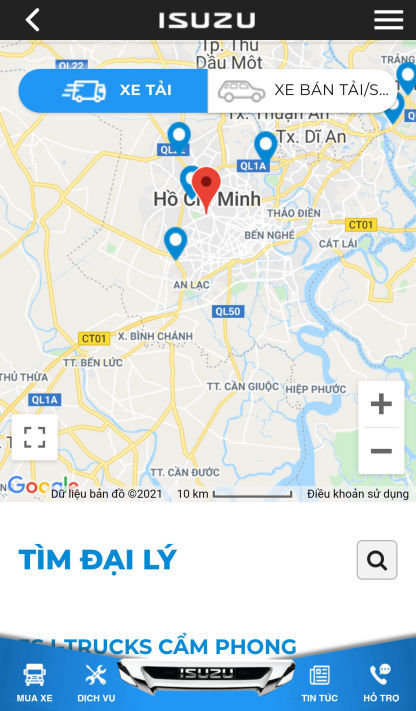 ISUZU
Tp. Thủ
Dầu Một
QL22
XE TẢI
XE BÁN TẢI/S...
TX. Thuận An
Tx. Dĩ An
QL1A
Minh
THẢO ĐIỀN
CT01
BẾN NGHÉ
CÁT LÁI
AN LẠC
QL50
CT01
X. BÌNH CHÁNH
TT. BẾN LỨC
THỦ THỪA
TT. CẦN GIUỘC
HIỆP PHƯỚC
QL1A
TT. CẦN ĐƯỚC
Google
Dữ liệu bản đồ ©2021
10 km
Điều khoản sử dụng
TÌM ĐẠI LÝ
I-TRUCKS CẨM PHONG
ISUZU
MUA XE
DỊCH VỤ
TIN TỨC
HỖ TRỢ